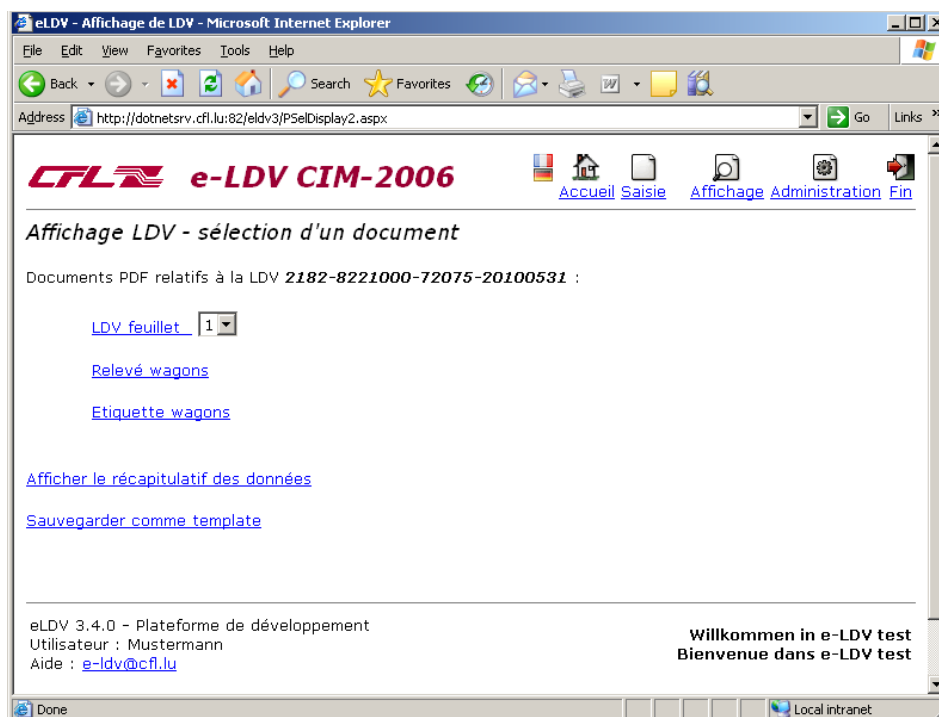 eLDV - Affichage de LDV - Microsoft Internet Explorer
File Edit View Favorites Tools Help
Back Search Favorites
Address http://dotnetsrv.cfl.lu:82/eldv3/PSelDisplay2.aspx Go Links »
CFL e-LDV CIM-2006
Accueil Saisie Affichage Administration Fin
Affichage LDV - sélection d'un document
Documents PDF relatifs à la LDV 2182-8221000-72075-20100531 :
LDV feuillet 1
Relevé wagons
Etiquette wagons
Afficher le récapitulatif des données
Sauvegarder comme template
eLDV 3.4.0 - Plateforme de développement
Utilisateur : Mustermann
Aide : e-ldv@cfl.lu
Willkommen in e-LDV test
Bienvenue dans e-LDV test
Done Local intranet